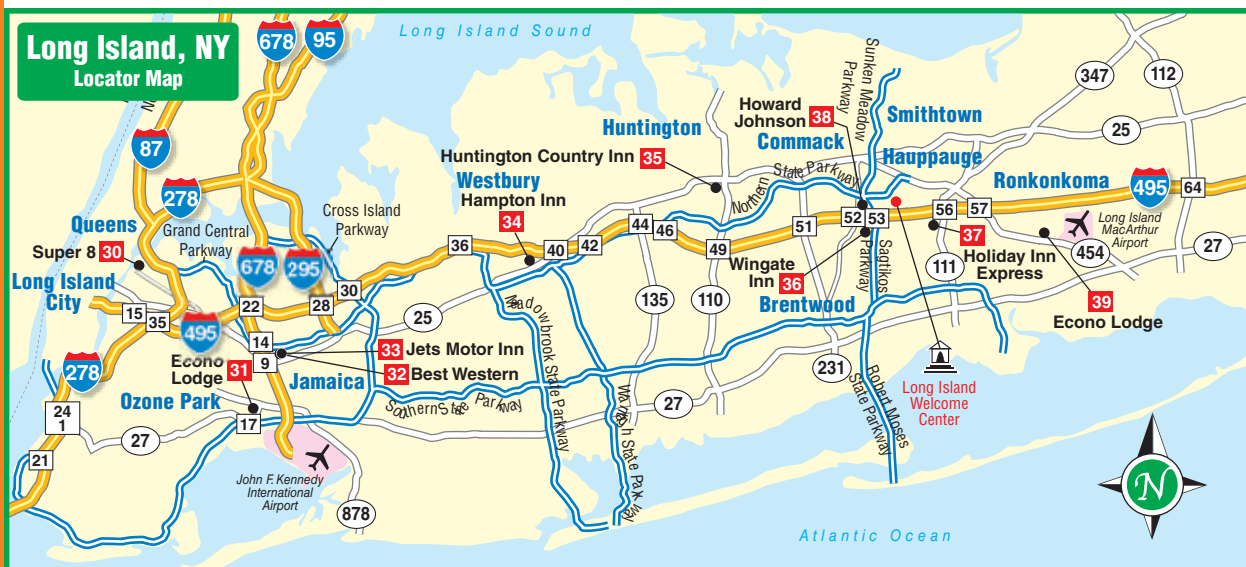 Long Island, NY
Locator Map
Long Island Sound
678
95
87
278
Queens
Super 8 30
Long Island
City
Grand Central
Parkway
Cross Island
Parkway
678
295
495
278
15
35
22
28
30
14
9
Econo
Lodge 31
Ozone Park
Jamaica
33 Jets Motor Inn
32 Best Western
17
24
1
21
27
John F. Kennedy
International
Airport
878
25
36
Westbury
Hampton Inn
34
40
42
44
46
49
51
52
53
56
57
64
Huntington
Huntington Country Inn 35
Howard
Johnson 38
Commack
Northern State Parkway
Sunken Meadow
Parkway
Smithtown
Hauppauge
Ronkonkoma
495
347
112
25
27
454
Long Island
MacArthur
Airport
37
Holiday Inn
Express
111
39
Econo Lodge
Wingate
Inn 36
Brentwood
Sagtikos
Parkway
135
110
231
27
Meadowbrook State Parkway
Southern State Parkway
Wantagh State Parkway
Robert Moses
State Parkway
Long Island
Welcome
Center
Atlantic Ocean
N